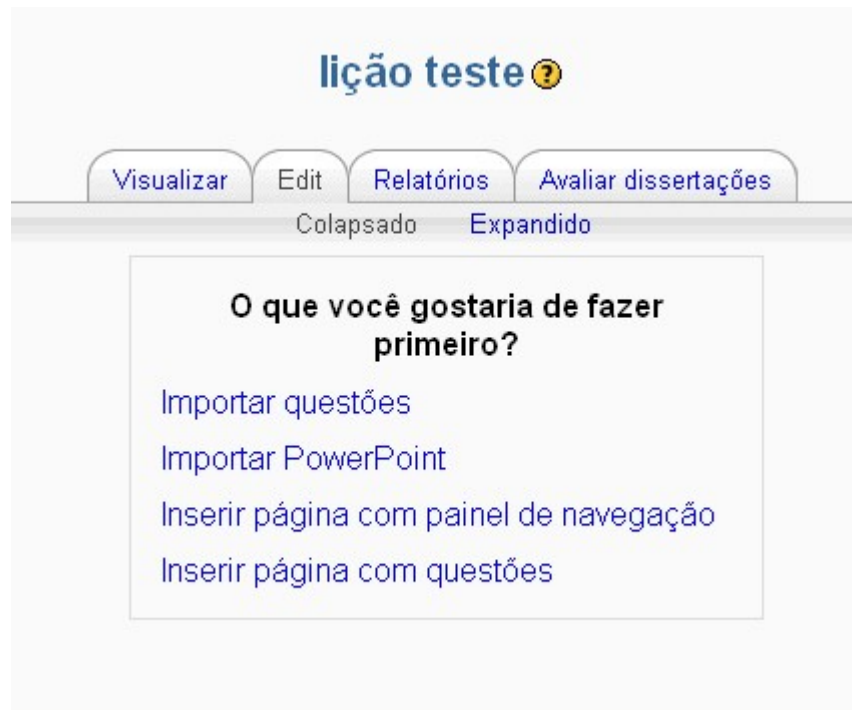 lição teste
Visualizar Edit Relatórios Avaliar dissertações
Colapsado Expandido
O que você gostaria de fazer
primeiro?
Importar questões
Importar PowerPoint
Inserir página com painel de navegação
Inserir página com questões